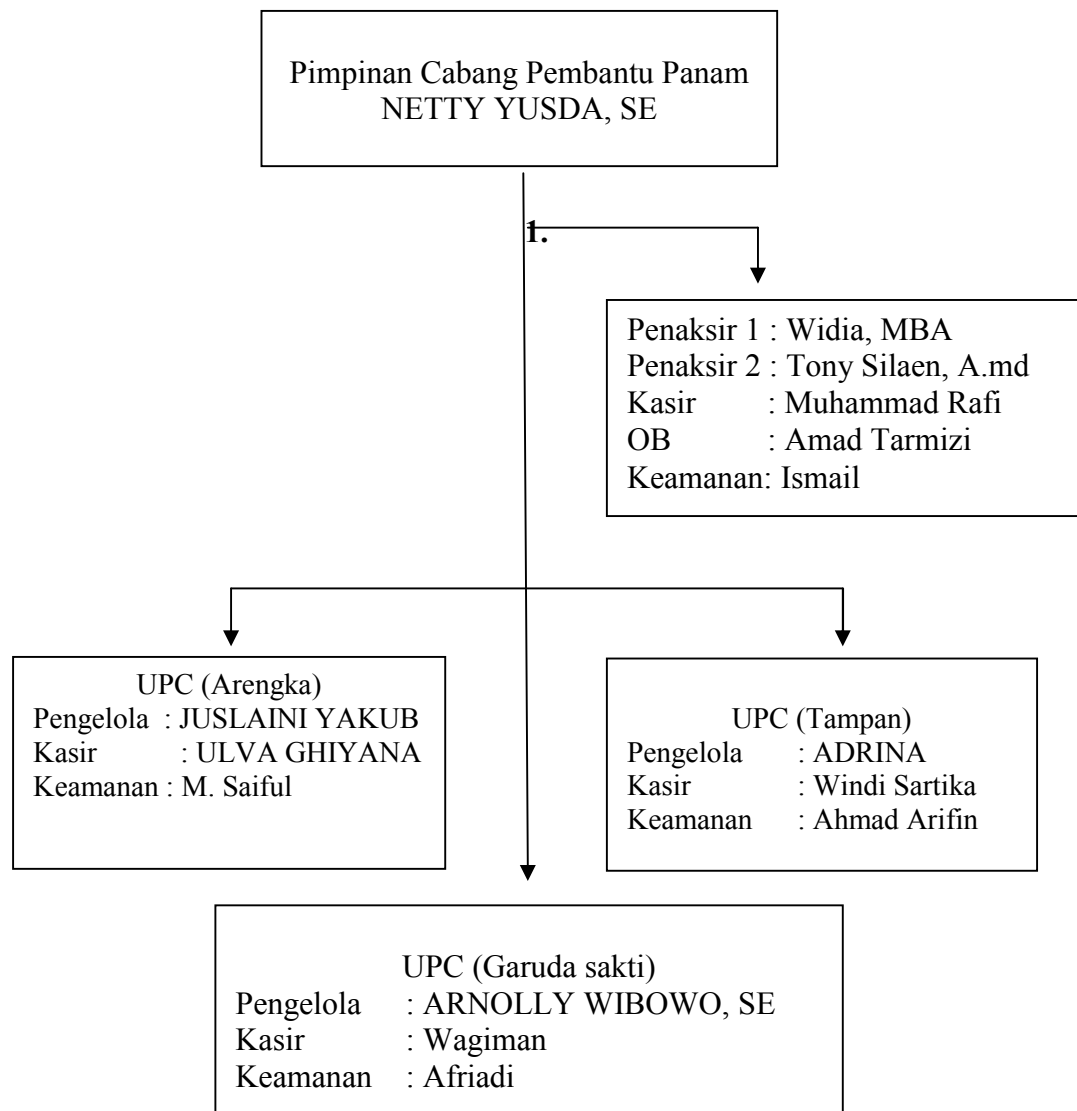 Pimpinan Cabang Pembantu Panam
NETTY YUSDA, SE
1.
Penaksir 1 : Widia, MBA
Penaksir 2 : Tony Silaen, A.md
Kasir : Muhammad Rafi
OB : Amad Tarmizi
Keamanan: Ismail
UPC (Arengka)
Pengelola : JUSLAINI YAKUB
Kasir : ULVA GHIYANA
Keamanan : M. Saiful
UPC (Tampan)
Pengelola : ADRINA
Kasir : Windi Sartika
Keamanan : Ahmad Arifin
UPC (Garuda sakti)
Pengelola : ARNOLLY WIBOWO, SE
Kasir : Wagiman
Keamanan : Afriadi